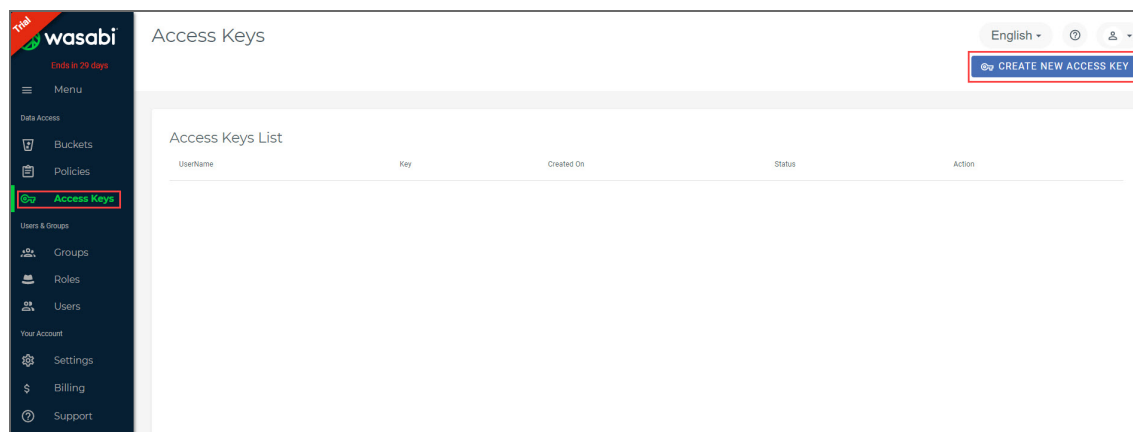 Trial
wasabi
Ends in 29 days
Menu
Data Access
Buckets
Policies
Access Keys
Users & Groups
Groups
Roles
Users
Your Account
Settings
Billing
Support
Access Keys
English
CREATE NEW ACCESS KEY
Access Keys List
UserName Key Created On Status Action